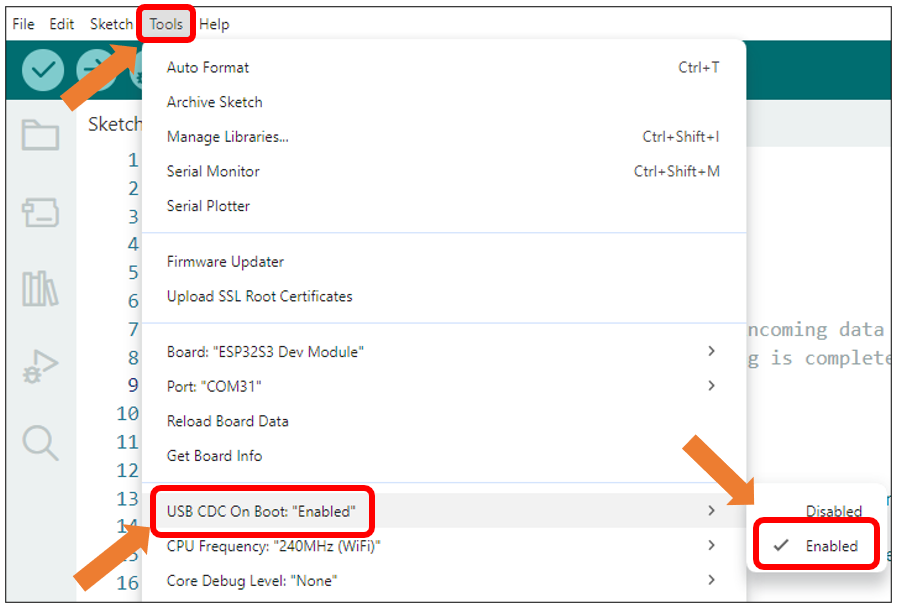 File Edit Sketch Tools Help
Auto Format Ctrl+T
Sketch
Archive Sketch
Manage Libraries... Ctrl+Shift+I
1
Serial Monitor Ctrl+Shift+M
2
Serial Plotter
3
4
Firmware Updater
5
Upload SSL Root Certificates
6
7 ncoming data
Board: "ESP32S3 Dev Module"
8 g is complete
Port: "COM31"
9
Reload Board Data
10
11
Get Board Info
12
13
USB CDC On Boot: "Enabled" Disabled
14
CPU Frequency: "240MHz (WiFi)" Enabled
15
Core Debug Level: "None"
16